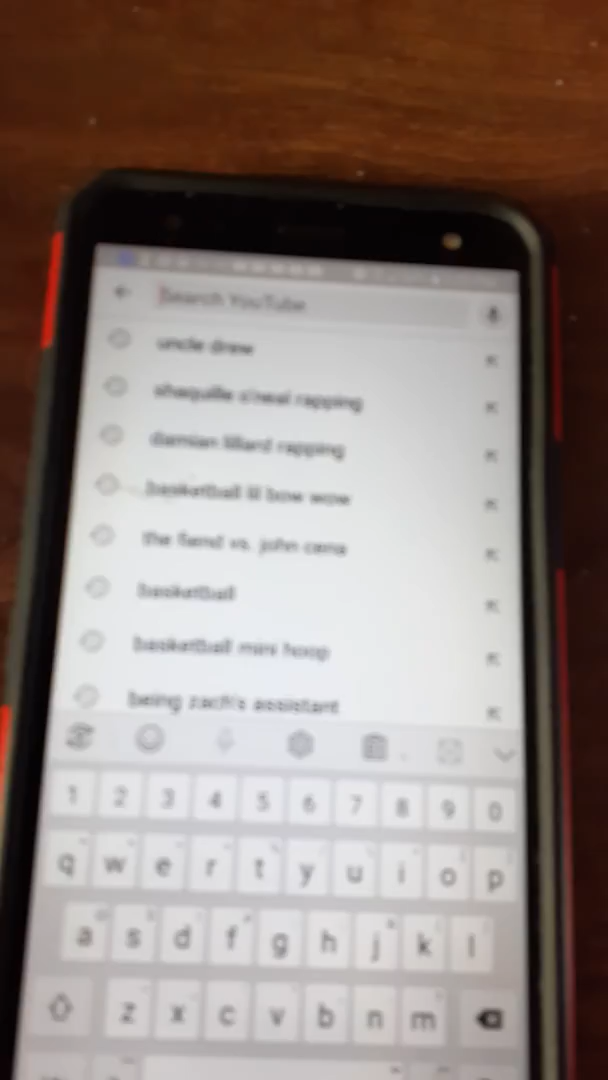 Search YouTube
uncle drew
shaquille o'neal rapping
damian lillard rapping
basketball lil bow wow
the fiend vs. john cena
basketball
basketball mini hoop
being zach's assistant
1 2 3 4 5 6 7 8 9 0
q w e r t y u i o p
a s d f g h j k l
z x c v b n m